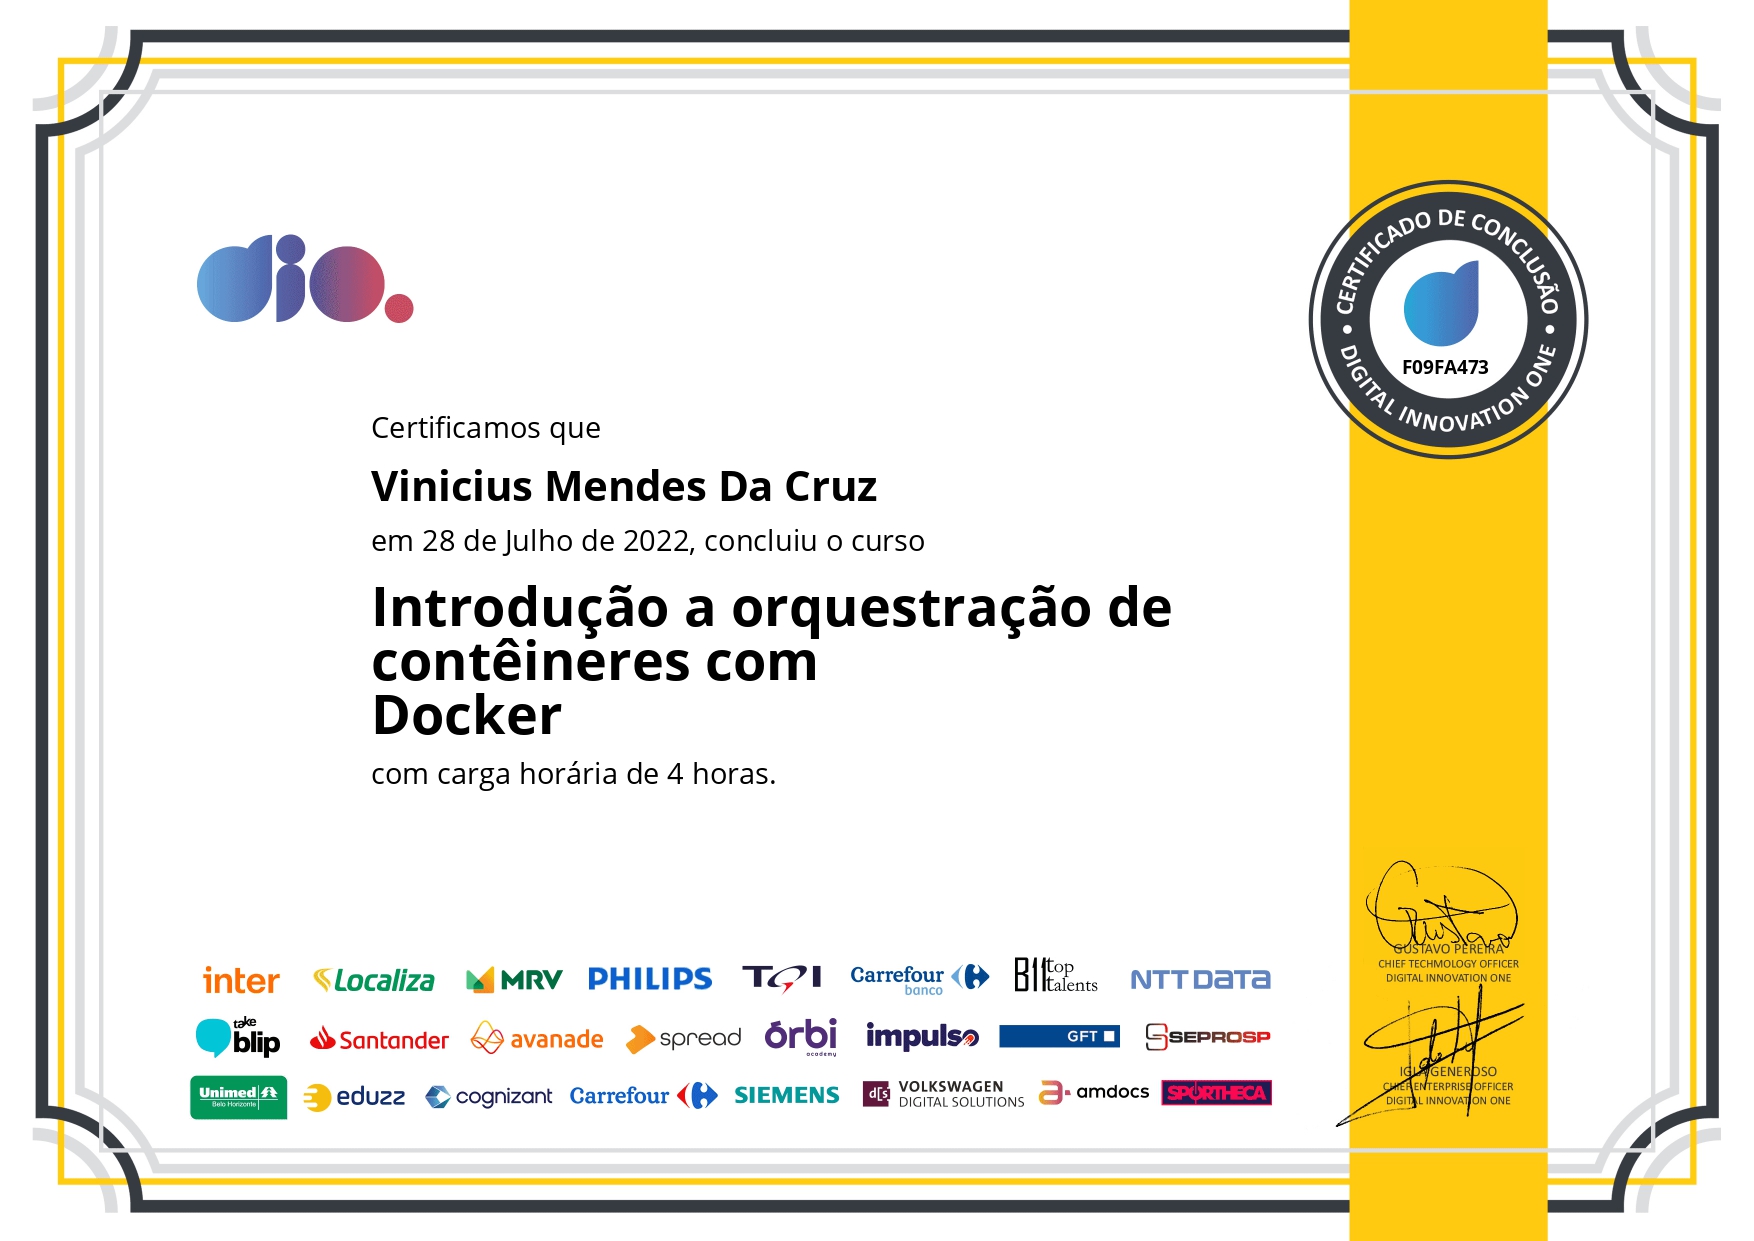 dio.
CERTIFICADO DE CONCLUSÃO
F09FA473
DIGITAL INNOVATION ONE
Certificamos que
Vinicius Mendes Da Cruz
em 28 de Julho de 2022, concluiu o curso
Introdução a orquestração de
contêineres com
Docker
com carga horária de 4 horas.
Gustavo
GUSTAVO PEREIRA
CHIEF TECHNOLOGY OFFICER
DIGITAL INNOVATION ONE
inter Localiza MRV PHILIPS TQI Carrefour banco B11 top talents NTT DATA
take blip Santander avanade spread órbi academy impulso GFT SEPROSP
IGLA GENEROSO
CHIEF ENTERPRISE OFFICER
DIGITAL INNOVATION ONE
Unimed Belo Horizonte eduzz cognizant Carrefour SIEMENS d[s] VOLKSWAGEN DIGITAL SOLUTIONS a. amdocs SPORTHECA